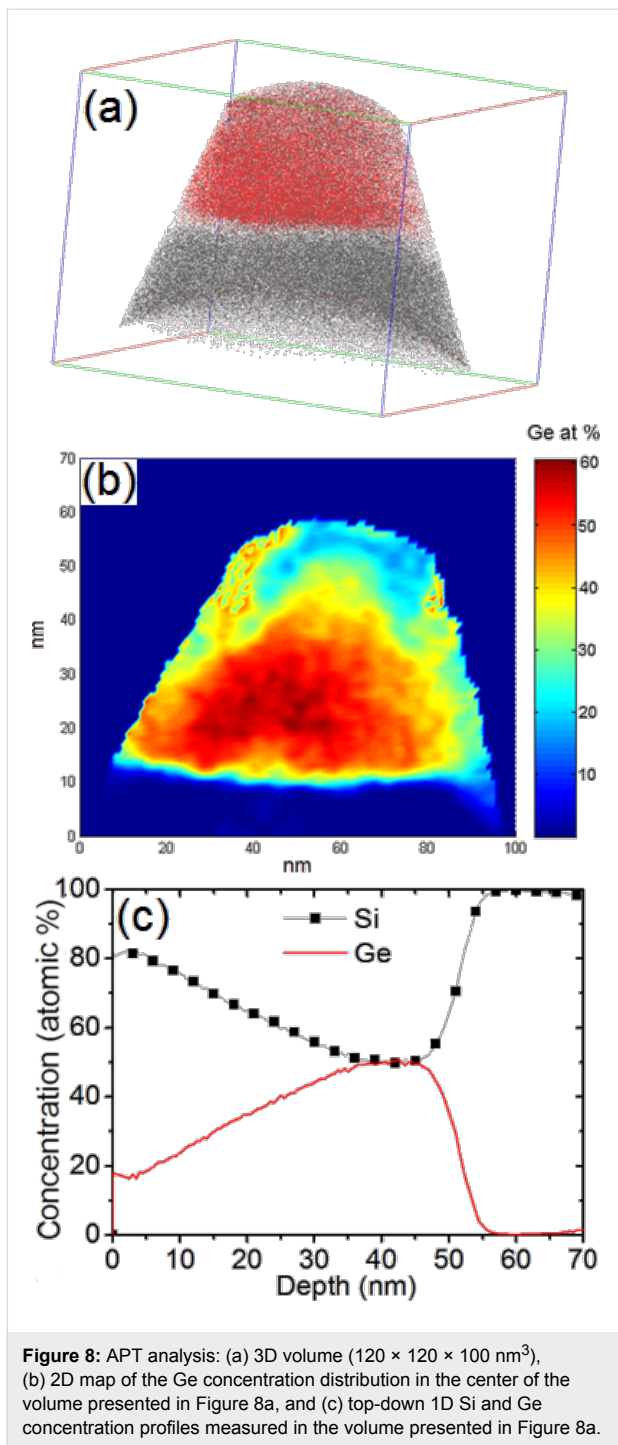 (a)
Ge at %
70
60
50
40
30
20
10
0
nm
(b)
0
20
40
60
80
100
nm
60
50
40
30
20
10
100
80
60
40
20
0
Concentration (atomic %)
(c)
Si
Ge
0 10 20 30 40 50 60 70
Depth (nm)
Figure 8: APT analysis: (a) 3D volume (120 × 120 × 100 nm³),
(b) 2D map of the Ge concentration distribution in the center of the
volume presented in Figure 8a, and (c) top-down 1D Si and Ge
concentration profiles measured in the volume presented in Figure 8a.